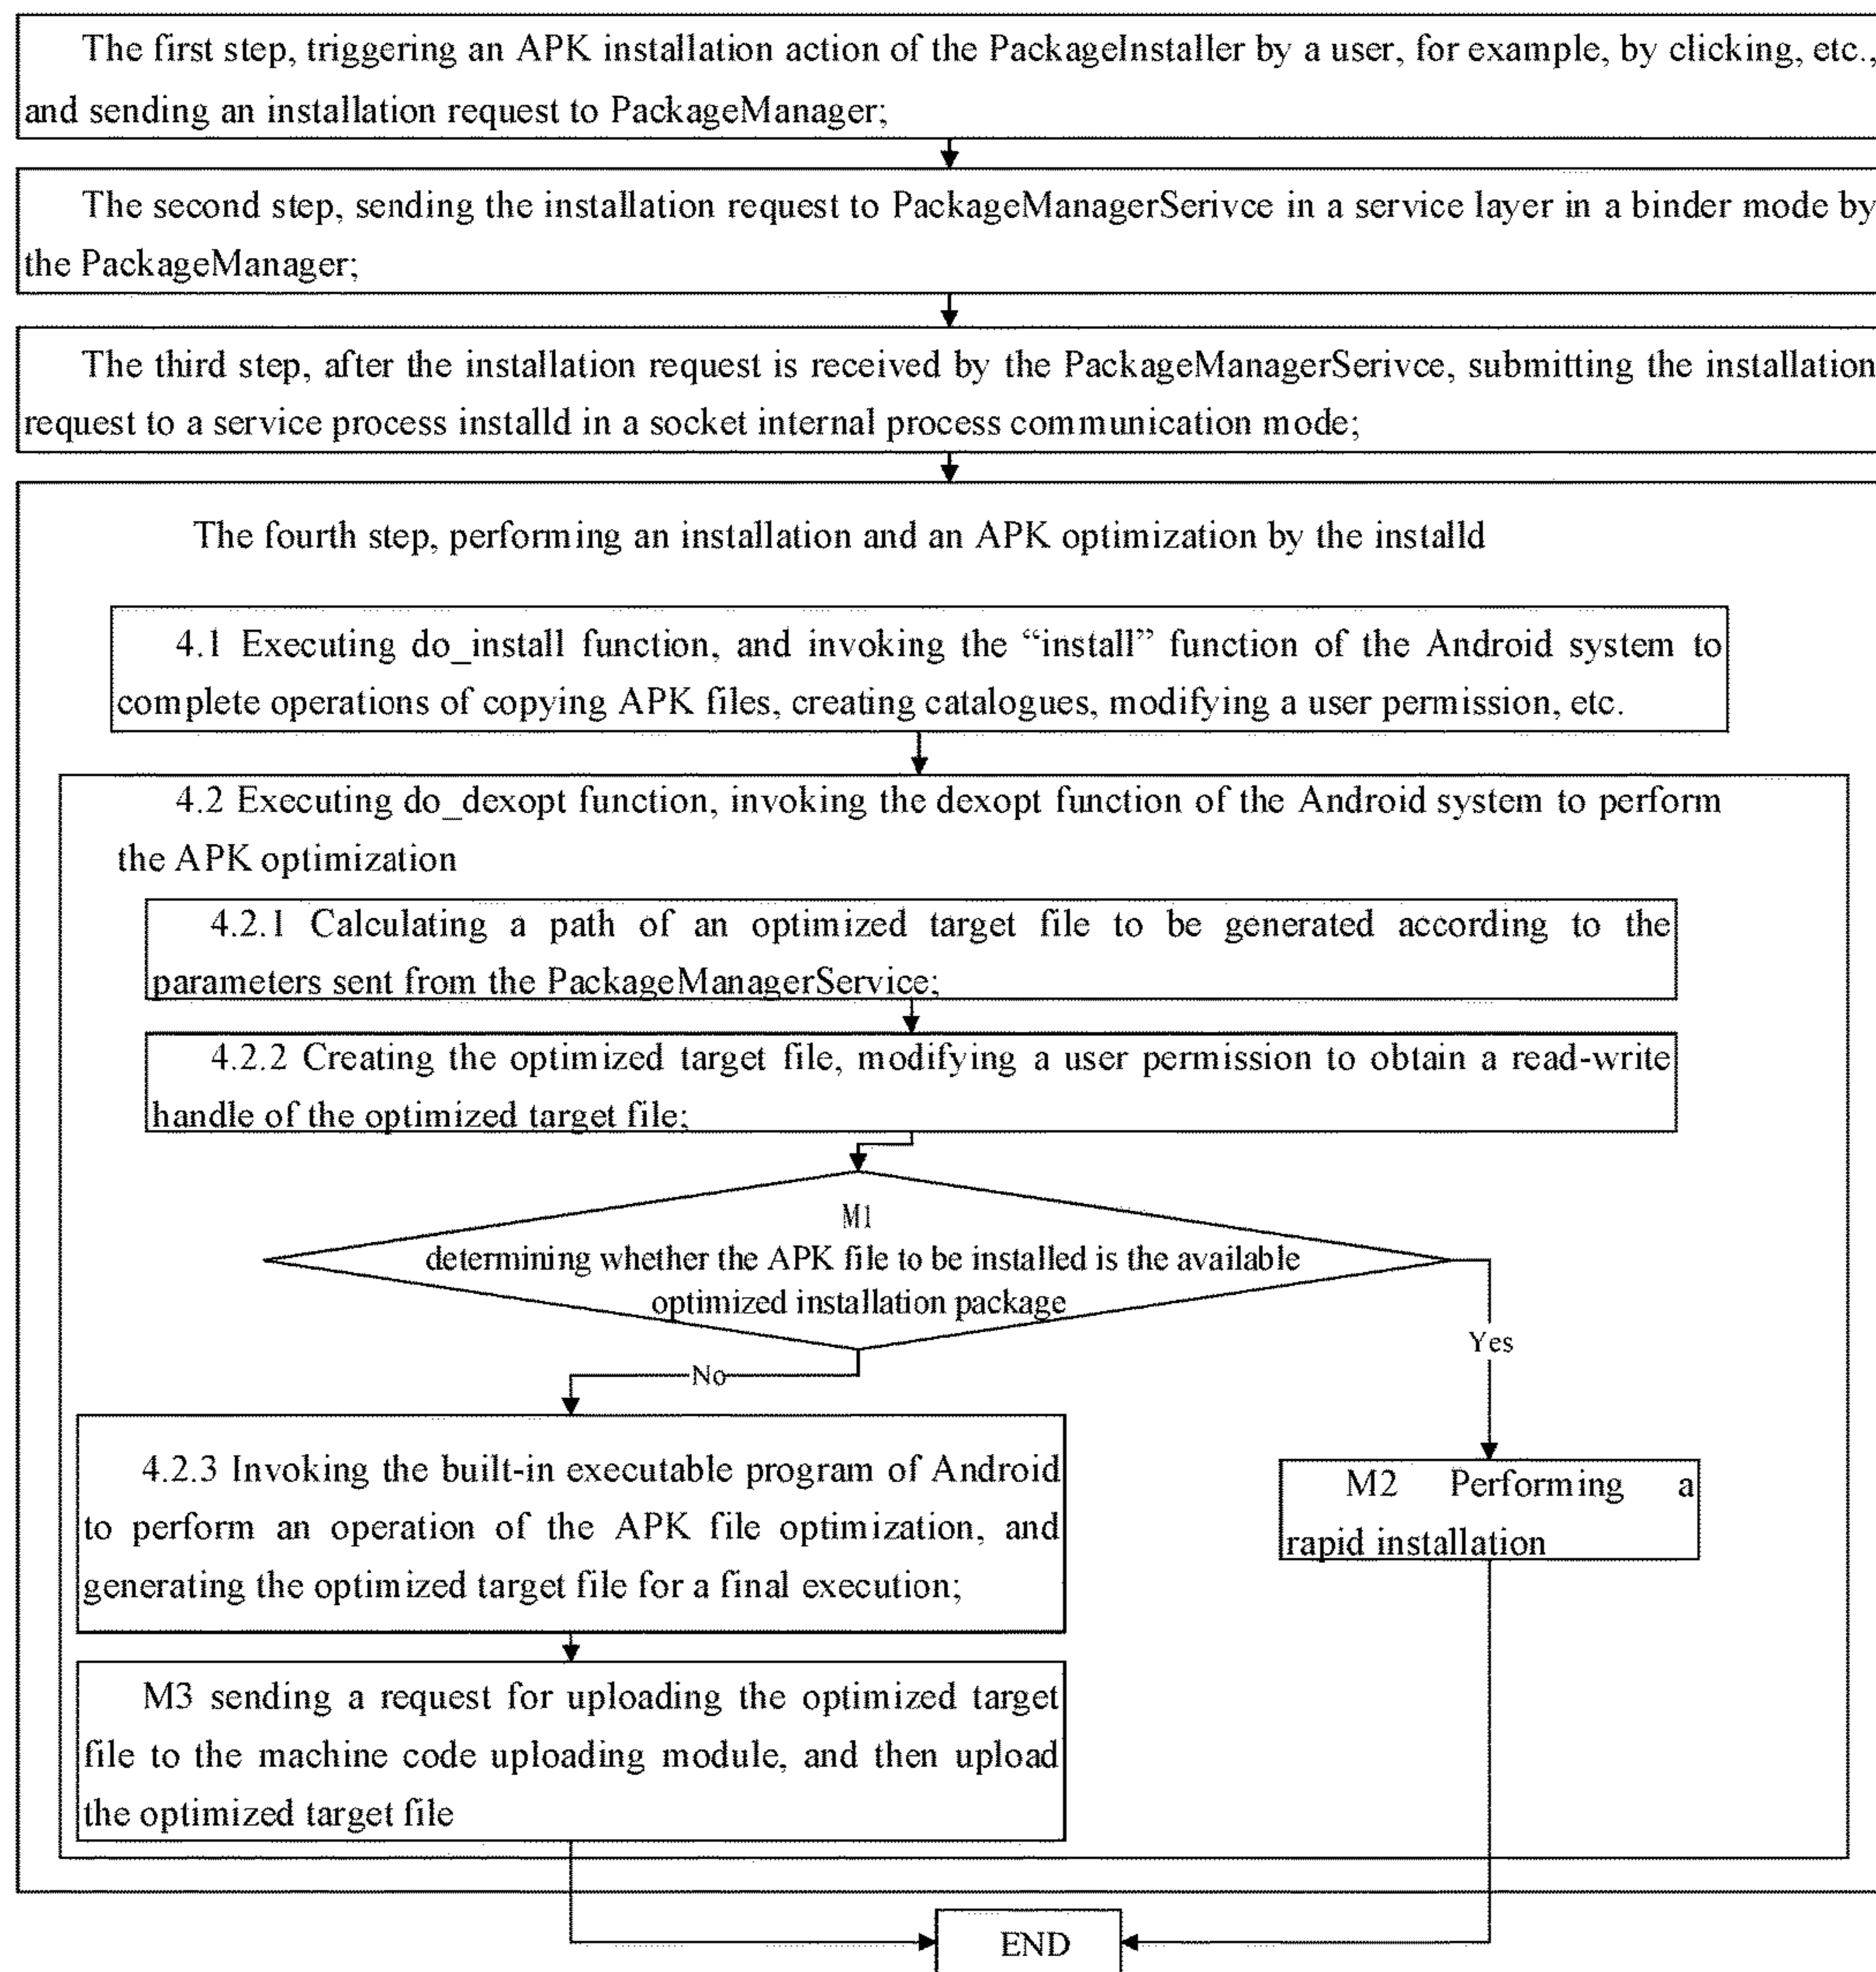 The first step, triggering an APK installation action of the PackageInstaller by a user, for example, by clicking, etc.,
and sending an installation request to PackageManager;
The second step, sending the installation request to PackageManagerSerivce in a service layer in a binder mode by
the PackageManager;
The third step, after the installation request is received by the PackageManagerSerivce, submitting the installation
request to a service process installd in a socket internal process communication mode;
The fourth step, performing an installation and an APK optimization by the installd
4.1 Executing do_install function, and invoking the “install” function of the Android system to
complete operations of copying APK files, creating catalogues, modifying a user permission, etc.
4.2 Executing do_dexopt function, invoking the dexopt function of the Android system to perform
the APK optimization
4.2.1 Calculating a path of an optimized target file to be generated according to the
parameters sent from the PackageManagerService;
4.2.2 Creating the optimized target file, modifying a user permission to obtain a read-write
handle of the optimized target file;
M1
determining whether the APK file to be installed is the available
optimized installation package
Yes
No
4.2.3 Invoking the built-in executable program of Android
to perform an operation of the APK file optimization, and
generating the optimized target file for a final execution;
M2 Performing a
rapid installation
M3 sending a request for uploading the optimized target
file to the machine code uploading module, and then upload
the optimized target file
END